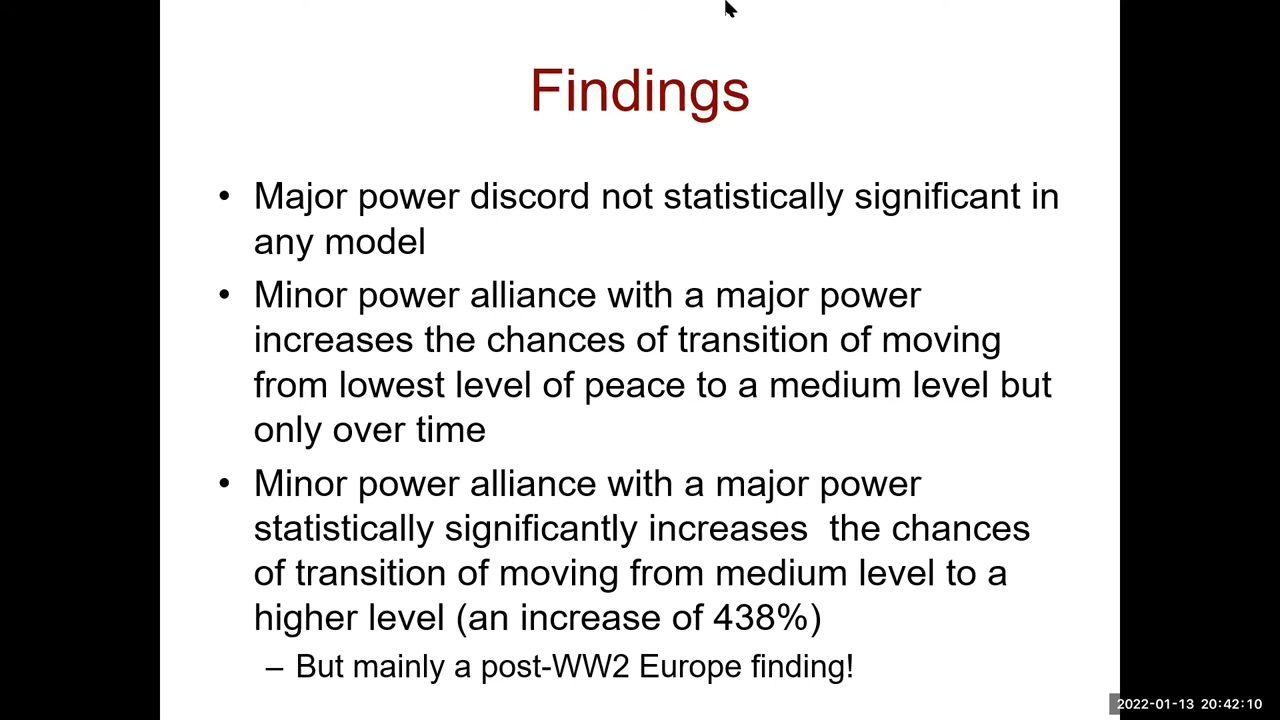 Findings
• Major power discord not statistically significant in
any model
• Minor power alliance with a major power
increases the chances of transition of moving
from lowest level of peace to a medium level but
only over time
• Minor power alliance with a major power
statistically significantly increases  the chances
of transition of moving from medium level to a
higher level (an increase of 438%)
– But mainly a post-WW2 Europe finding!
2022-01-13 20:42:10